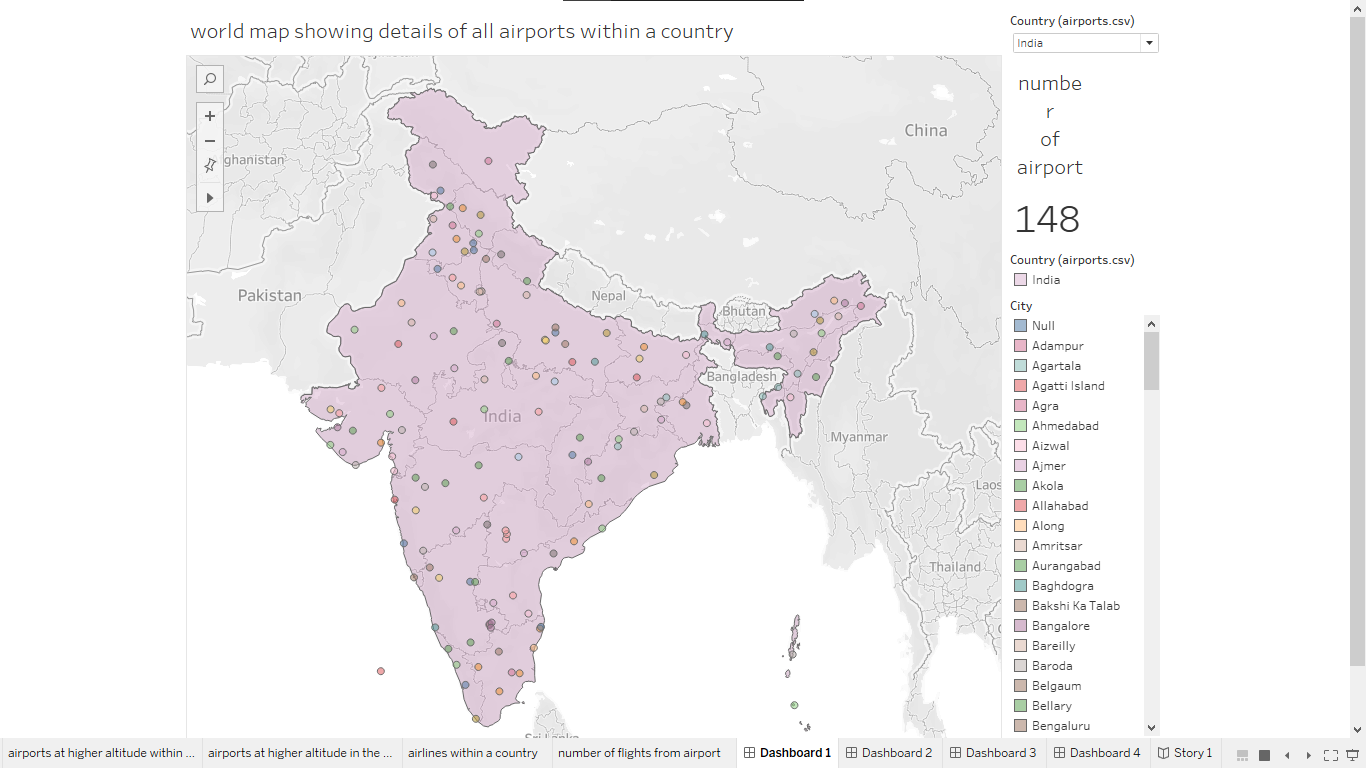 world map showing details of all airports within a country
Country (airports.csv)
India
numbe
r
of
airport
148
Country (airports.csv)
India
City
Null
Adampur
Agartala
Agatti Island
Agra
Ahmedabad
Aizwal
Ajmer
Akola
Allahabad
Along
Amritsar
Aurangabad
Baghdogra
Bakshi Ka Talab
Bangalore
Bareilly
Baroda
Belgaum
Bellary
Bengaluru
China
ghanistan
Pakistan
Nepal
Bhutan
Bangladesh
India
Myanmar
Laos
Thailand
Sri Lanka
airports at higher altitude within ...
airports at higher altitude in the ...
airlines within a country
number of flights from airport
Dashboard 1
Dashboard 2
Dashboard 3
Dashboard 4
Story 1